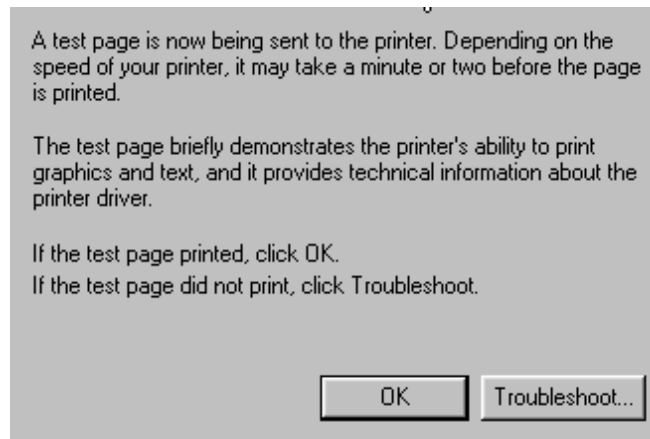 A test page is now being sent to the printer. Depending on the
speed of your printer, it may take a minute or two before the page
is printed.
The test page briefly demonstrates the printer's ability to print
graphics and text, and it provides technical information about the
printer driver.
If the test page printed, click OK.
If the test page did not print, click Troubleshoot.
OK
Troubleshoot...